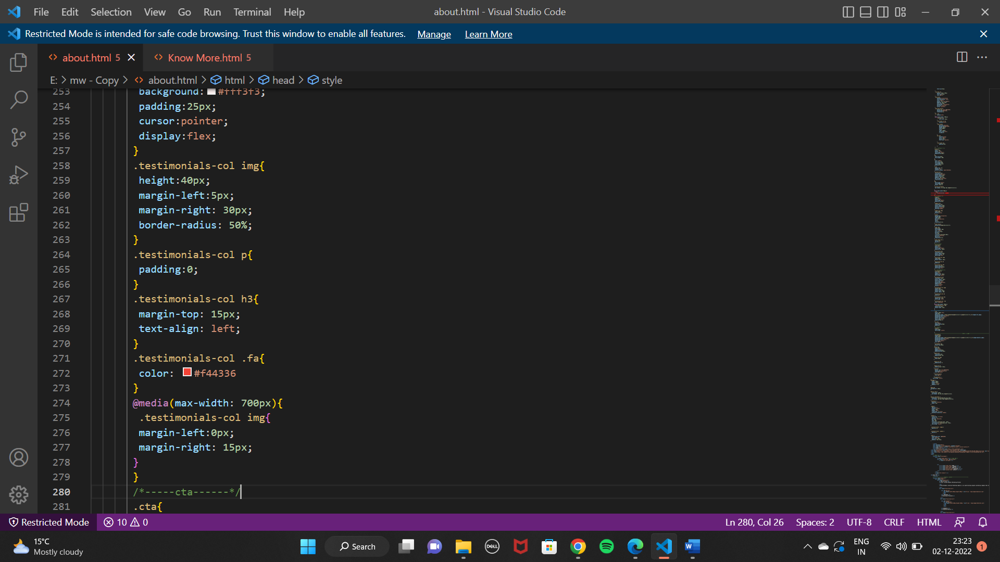 File Edit Selection View Go Run Terminal Help about.html - Visual Studio Code
Restricted Mode is intended for safe code browsing. Trust this window to enable all features. Manage Learn More
about.html 5 Know More.html 5
E: > mw - Copy > about.html > html > head > style
253 background: #fff3f3;
254 padding:25px;
255 cursor:pointer;
256 display:flex;
257 }
258 .testimonials-col img{
259 height:40px;
260 margin-left:5px;
261 margin-right: 30px;
262 border-radius: 50%;
263 }
264 .testimonials-col p{
265 padding:0;
266 }
267 .testimonials-col h3{
268 margin-top: 15px;
269 text-align: left;
270 }
271 .testimonials-col .fa{
272 color: #f44336
273 }
274 @media(max-width: 700px){
275 .testimonials-col img{
276 margin-left:0px;
277 margin-right: 15px;
278 }
279 }
280 /*-----cta------*/
281 .cta{
Restricted Mode 10 0 Ln 280, Col 26 Spaces: 2 UTF-8 CRLF HTML
15°C
Mostly cloudy
Search
DELL
W
ENG
IN
23:23
02-12-2022
1